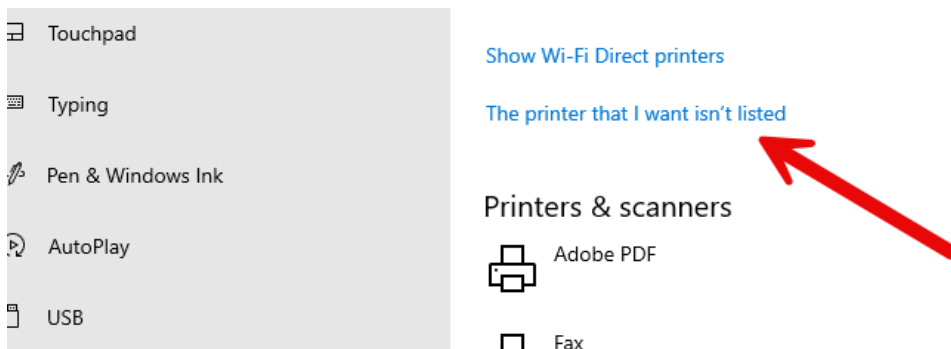 Touchpad
Typing
Pen & Windows Ink
AutoPlay
USB
Show Wi-Fi Direct printers
The printer that I want isn't listed
Printers & scanners
Adobe PDF
Fax